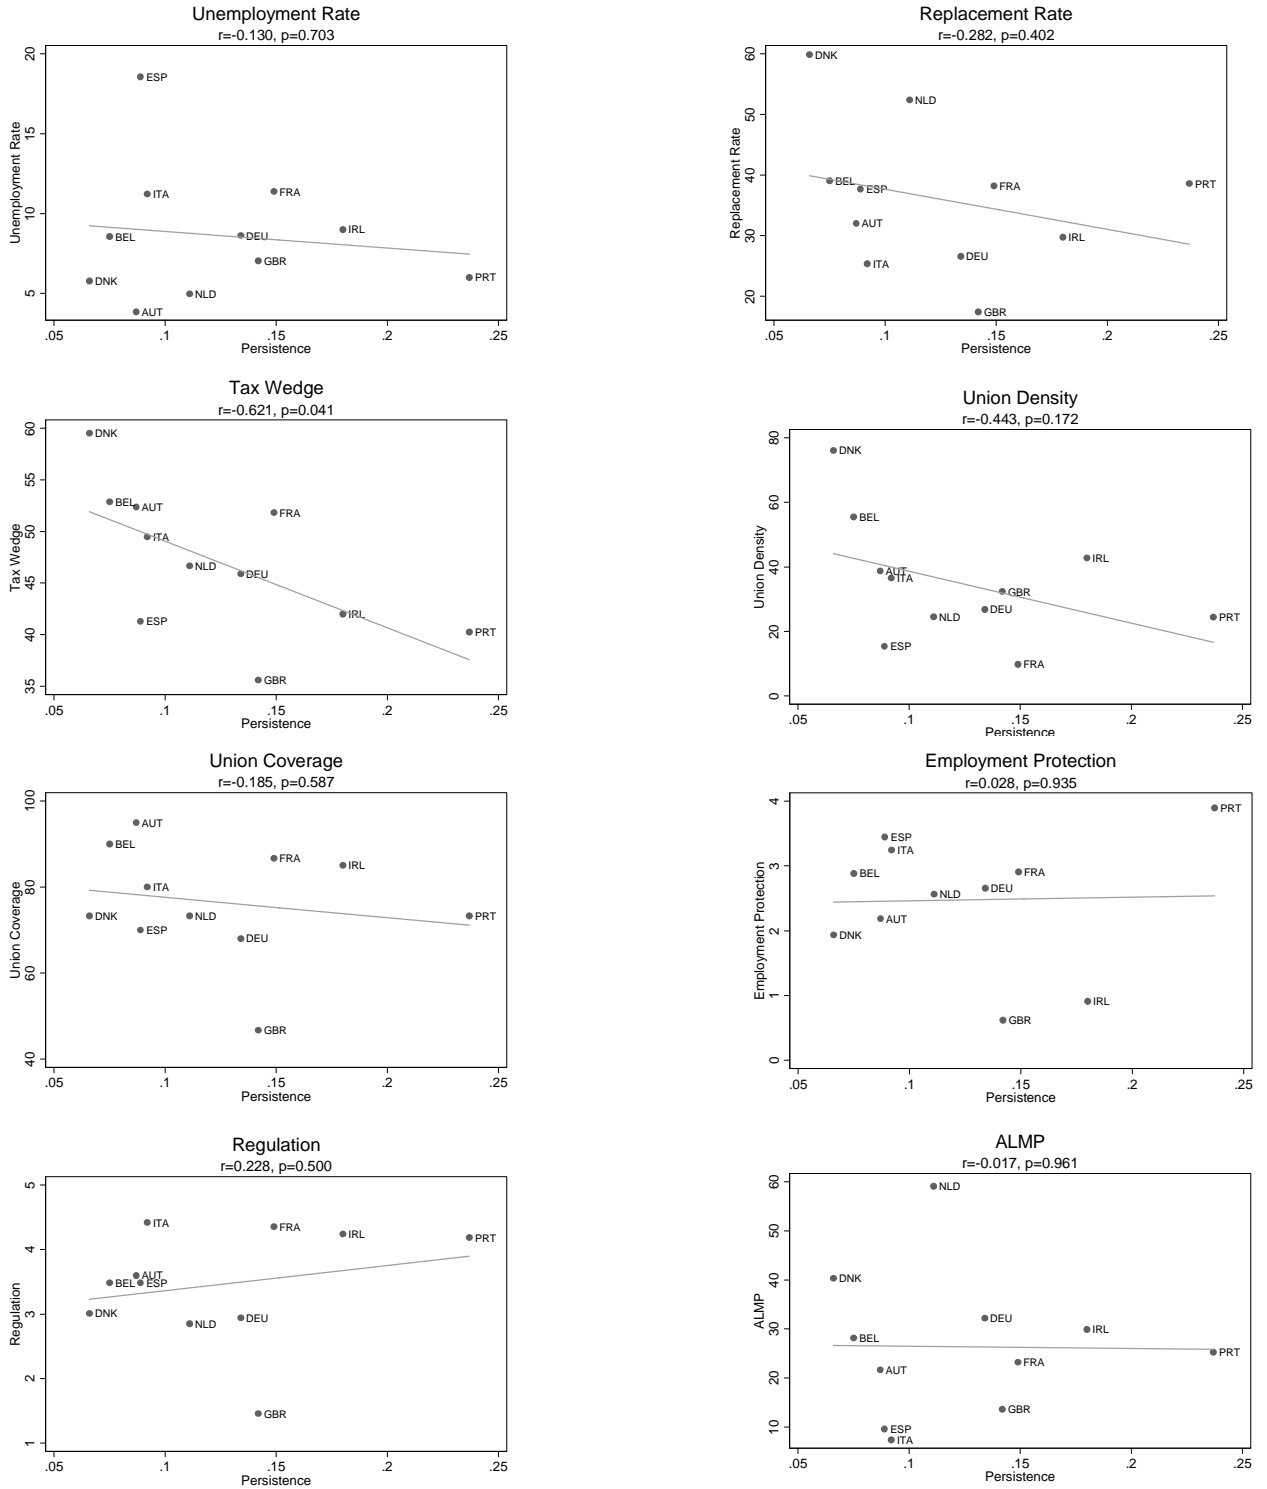 Unemployment Rate
r=-0.130, p=0.703
Unemployment Rate
20
15
10
5
ESP
ITA
FRA
BEL
DEU
IRL
GBR
DNK
NLD
PRT
AUT
.05 .1 .15 .2 .25
Persistence
Replacement Rate
r=-0.282, p=0.402
Replacement Rate
60
50
40
30
20
DNK
NLD
BEL
ESP
FRA
PRT
AUT
IRL
ITA
DEU
GBR
.05 .1 .15 .2 .25
Persistence
Tax Wedge
r=-0.621, p=0.041
Tax Wedge
60
55
50
45
40
35
DNK
BEL
AUT
FRA
ITA
NLD
DEU
ESP
IRL
PRT
GBR
.05 .1 .15 .2 .25
Persistence
Union Density
r=-0.443, p=0.172
Union Density
80
60
40
20
0
DNK
BEL
IRL
AUT
ITA
GBR
NLD
DEU
PRT
ESP
FRA
.05 .1 .15 .2 .25
Persistence
Union Coverage
r=-0.185, p=0.587
Union Coverage
100
80
60
40
AUT
BEL
FRA
IRL
ITA
DNK
NLD
PRT
ESP
DEU
GBR
.05 .1 .15 .2 .25
Persistence
Employment Protection
r=0.028, p=0.935
Employment Protection
4
3
2
1
0
PRT
ESP
ITA
BEL
FRA
NLD
DEU
AUT
DNK
IRL
GBR
.05 .1 .15 .2 .25
Persistence
Regulation
r=0.228, p=0.500
Regulation
5
4
3
2
1
ITA
FRA
IRL
PRT
AUT
BEL
ESP
DNK
NLD
DEU
GBR
.05 .1 .15 .2 .25
Persistence
ALMP
r=-0.017, p=0.961
ALMP
60
50
40
30
20
10
NLD
DNK
DEU
IRL
BEL
PRT
AUT
FRA
GBR
ESP
ITA
.05 .1 .15 .2 .25
Persistence